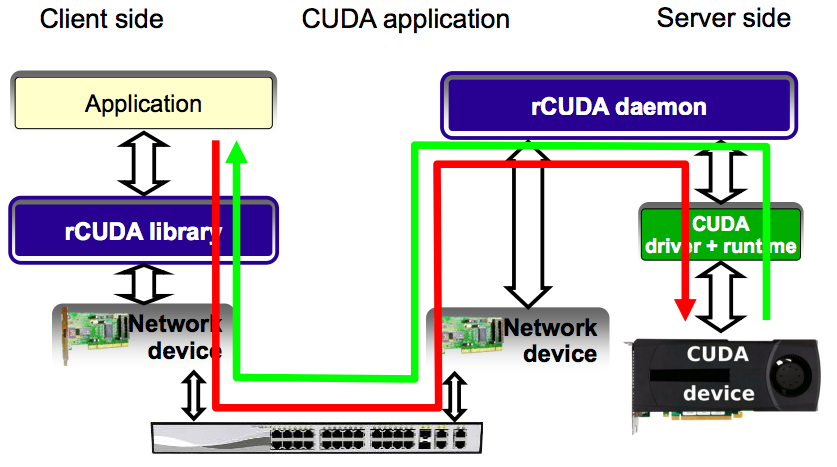 Client side
CUDA application
Server side
Application
rCUDA daemon
rCUDA library
CUDA
driver + runtime
Network
device
Network
device
CUDA
device